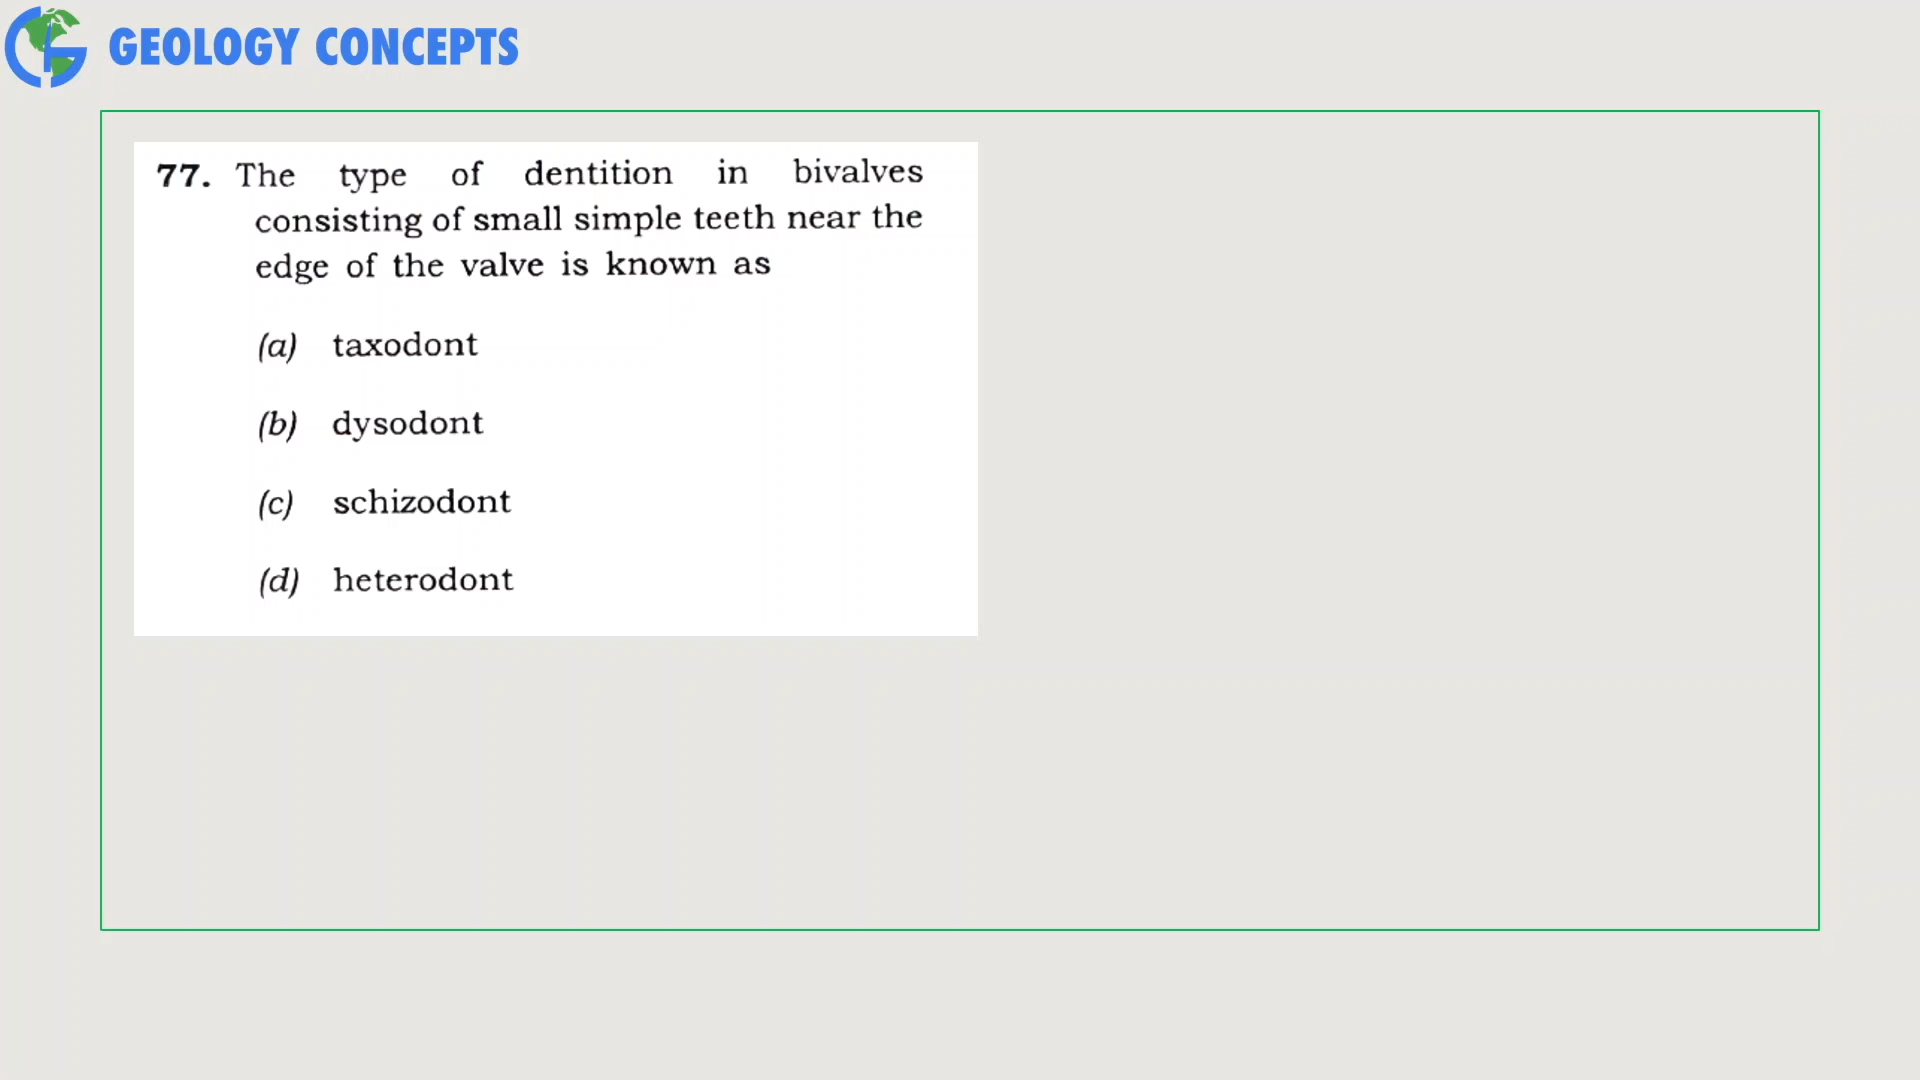 GEOLOGY CONCEPTS
77. The type of dentition in bivalves
consisting of small simple teeth near the
edge of the valve is known as
(a) taxodont
(b) dysodont
(c) schizodont
(d) heterodont